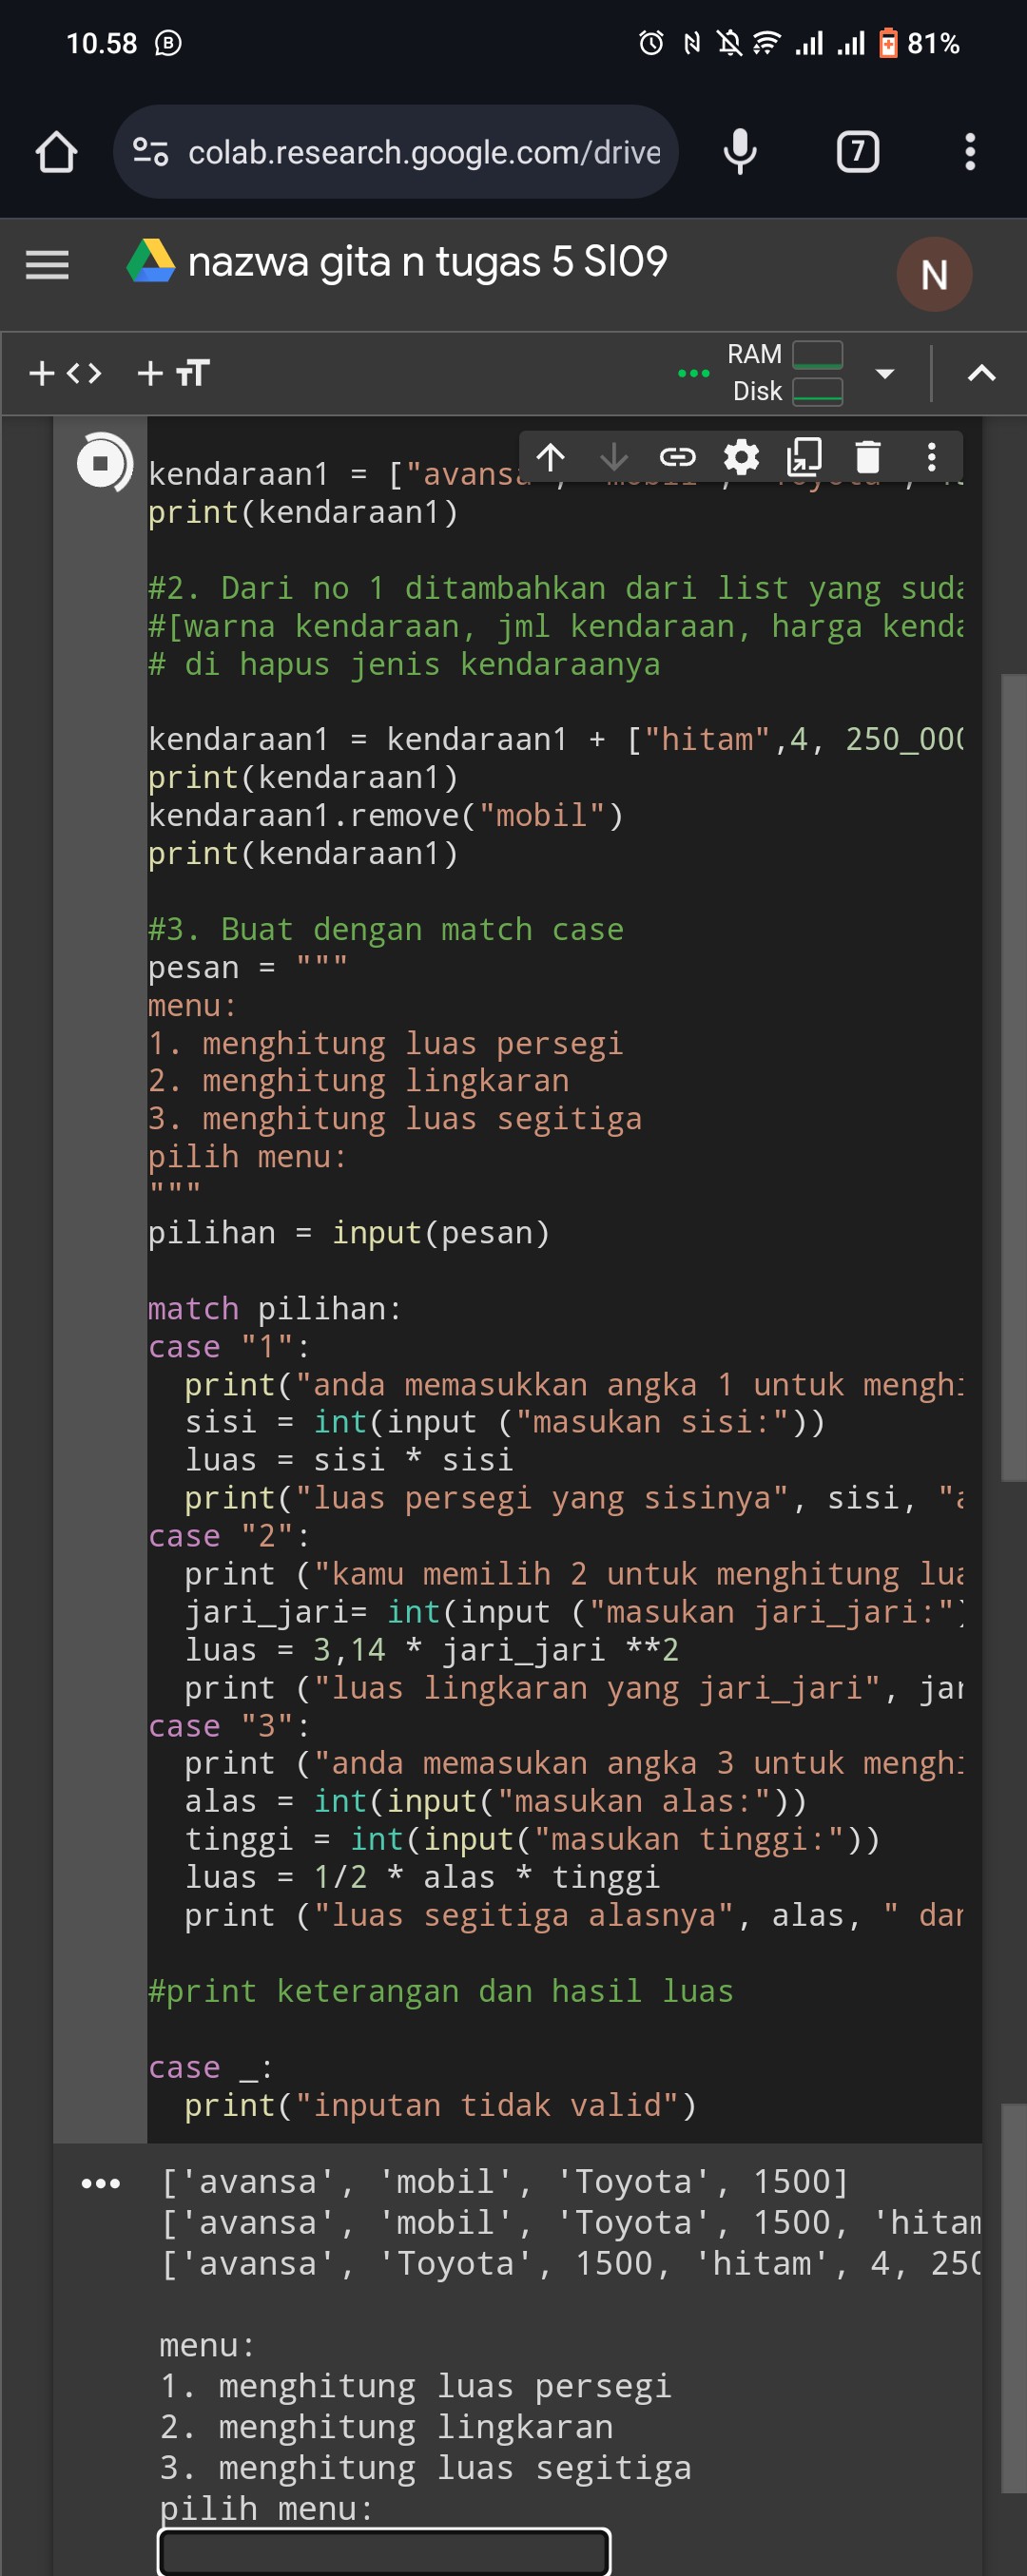 10.58
81%
colab.research.google.com/drive
7
nazwa gita n tugas 5 SI09
N
RAM
Disk
kendaraan1 = ["avansa", "mobil", "Toyota",
print(kendaraan1)
#2. Dari no 1 ditambahkan dari list yang suda
#[warna kendaraan, jml kendaraan, harga kenda
# di hapus jenis kendaraanya
kendaraan1 = kendaraan1 + ["hitam",4, 250_000
print(kendaraan1)
kendaraan1.remove("mobil")
print(kendaraan1)
#3. Buat dengan match case
pesan = """
menu:
1. menghitung luas persegi
2. menghitung lingkaran
3. menghitung luas segitiga
pilih menu:
"""
pilihan = input(pesan)
match pilihan:
case "1":
print("anda memasukkan angka 1 untuk menghi
sisi = int(input ("masukan sisi:"))
luas = sisi * sisi
print("luas persegi yang sisinya", sisi, "a
case "2":
print ("kamu memilih 2 untuk menghitung lua
jari_jari= int(input ("masukan jari_jari:")
luas = 3,14 * jari_jari **2
print ("luas lingkaran yang jari_jari", jar
case "3":
print ("anda memasukan angka 3 untuk menghi
alas = int(input("masukan alas:"))
tinggi = int(input("masukan tinggi:"))
luas = 1/2 * alas * tinggi
print ("luas segitiga alasnya", alas, " dan
#print keterangan dan hasil luas
case _:
print("inputan tidak valid")
['avansa', 'mobil', 'Toyota', 1500]
['avansa', 'mobil', 'Toyota', 1500, 'hitam
['avansa', 'Toyota', 1500, 'hitam', 4, 250
menu:
1. menghitung luas persegi
2. menghitung lingkaran
3. menghitung luas segitiga
pilih menu: